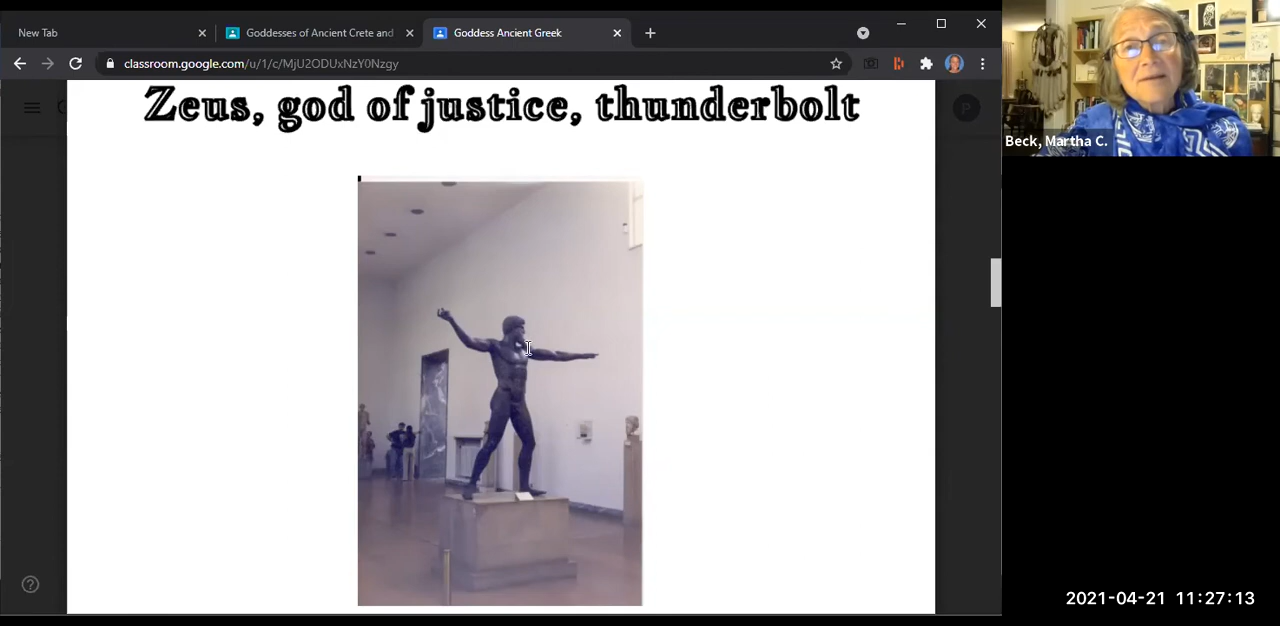 New Tab
Goddesses of Ancient Crete and
Goddess Ancient Greek
classroom.google.com/u/1/c/MjU2ODUxNzY0Nzgy
Zeus, god of justice, thunderbolt
P
Beck, Martha C.
2021-04-21 11:27:13